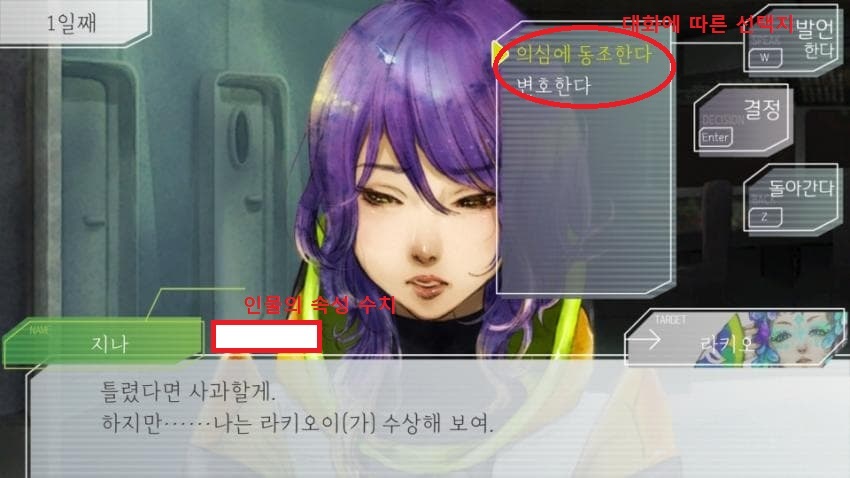 1일째
대화에 따른 선택지
의심에 동조한다
변호한다
발언
한다
SPEAK
W
결정
DECISION
Enter
돌아간다
BACK
Z
인물의 속성 수치
NAME
지나
TARGET
라키오
틀렸다면 사과할게.
하지만……나는 라키오이(가) 수상해 보여.